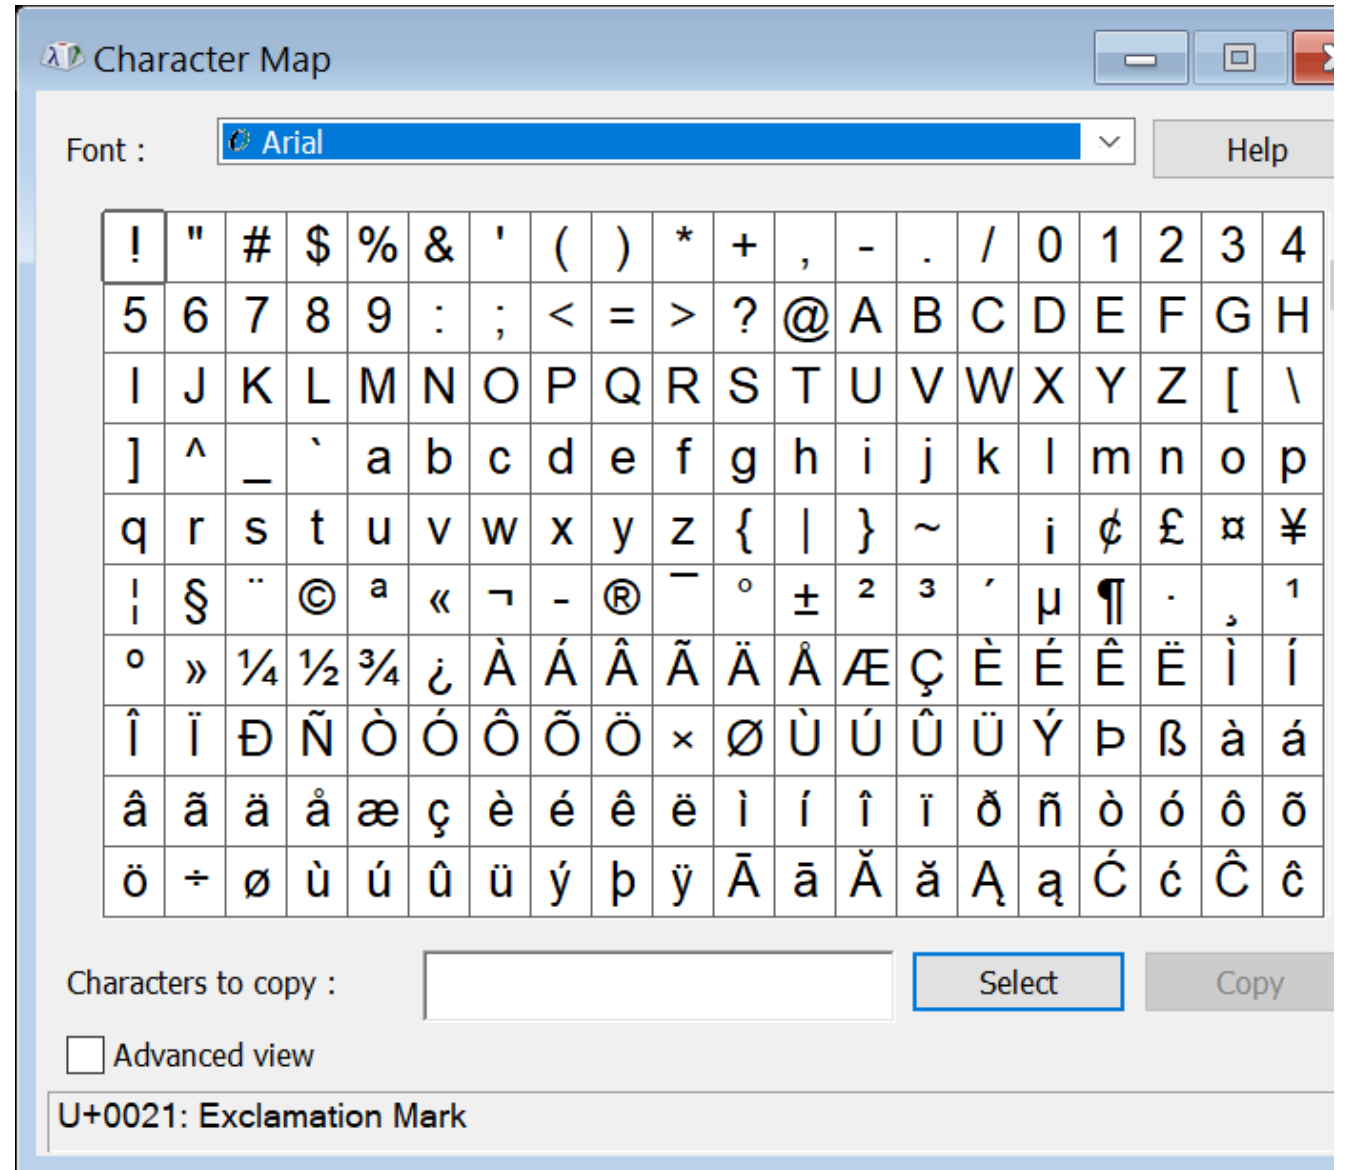 Character Map
Font : Arial Help
! " # $ % & ' ( ) * + , - . / 0 1 2 3 4
5 6 7 8 9 : ; < = > ? @ A B C D E F G H
I J K L M N O P Q R S T U V W X Y Z [ \
] ^ _ ` a b c d e f g h i j k l m n o p
q r s t u v w x y z { | } ~ ¡ ¢ £ ¤ ¥
¦ § ¨ © ª « ¬ - ® ¯ ° ± ² ³ ´ µ ¶ · ¸ ¹
º » ¼ ½ ¾ ¿ À Á Â Ã Ä Å Æ Ç È É Ê Ë Ì Í
Î Ï Ð Ñ Ò Ó Ô Õ Ö × Ø Ù Ú Û Ü Ý Þ ß à á
â ã ä å æ ç è é ê ë ì í î ï ð ñ ò ó ô õ
ö ÷ ø ù ú û ü ý þ ÿ Ā ā Ă ă Ą ą Ć ć Ĉ ĉ
Characters to copy : Select Copy
Advanced view
U+0021: Exclamation Mark